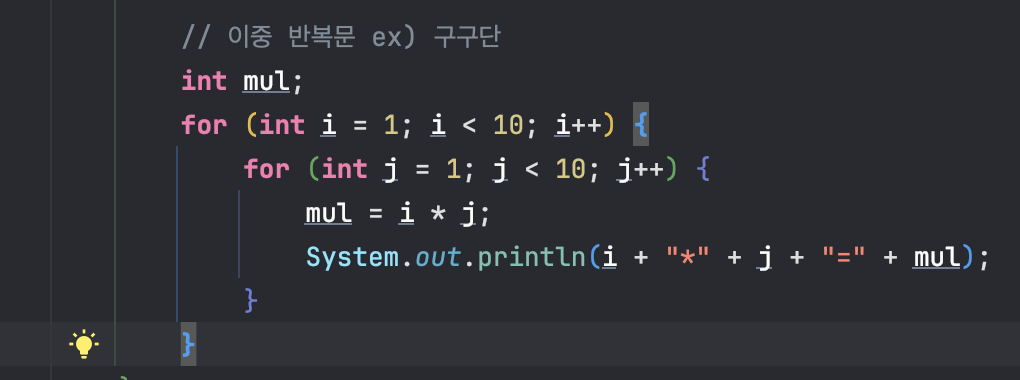 // 이중 반복문 ex) 구구단
int mul;
for (int i = 1; i < 10; i++) {
for (int j = 1; j < 10; j++) {
mul = i * j;
System.out.println(i + "*" + j + "=" + mul);
}
}
}